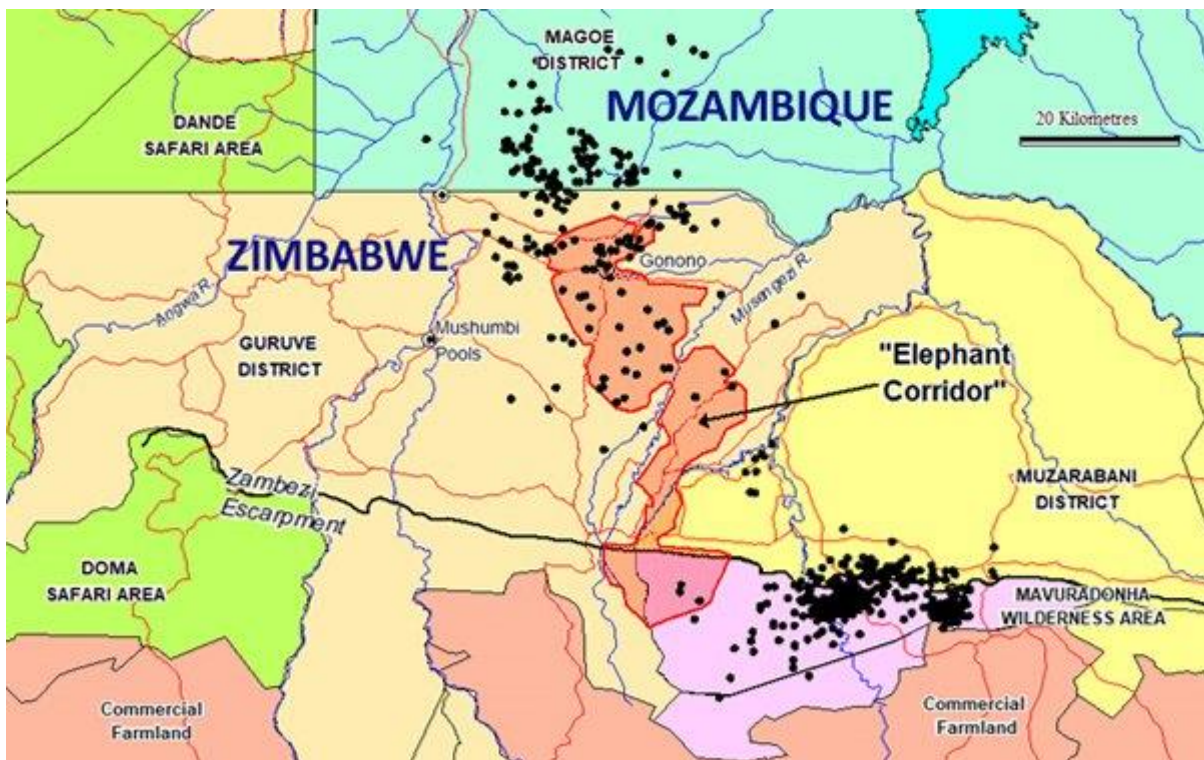 MAGOE
DISTRICT
MOZAMBIQUE
20 Kilometres
DANDE
SAFARI AREA
ZIMBABWE
Gonono
Angwa R.
Musengezi R.
Mushumbi
Pools
GURUVE
DISTRICT
"Elephant
Corridor"
MUZARABANI
DISTRICT
Zambezi
Escarpment
DOMA
SAFARI AREA
MAVURADONHA
WILDERNESS AREA
Commercial
Farmland
Commercial
Farmland